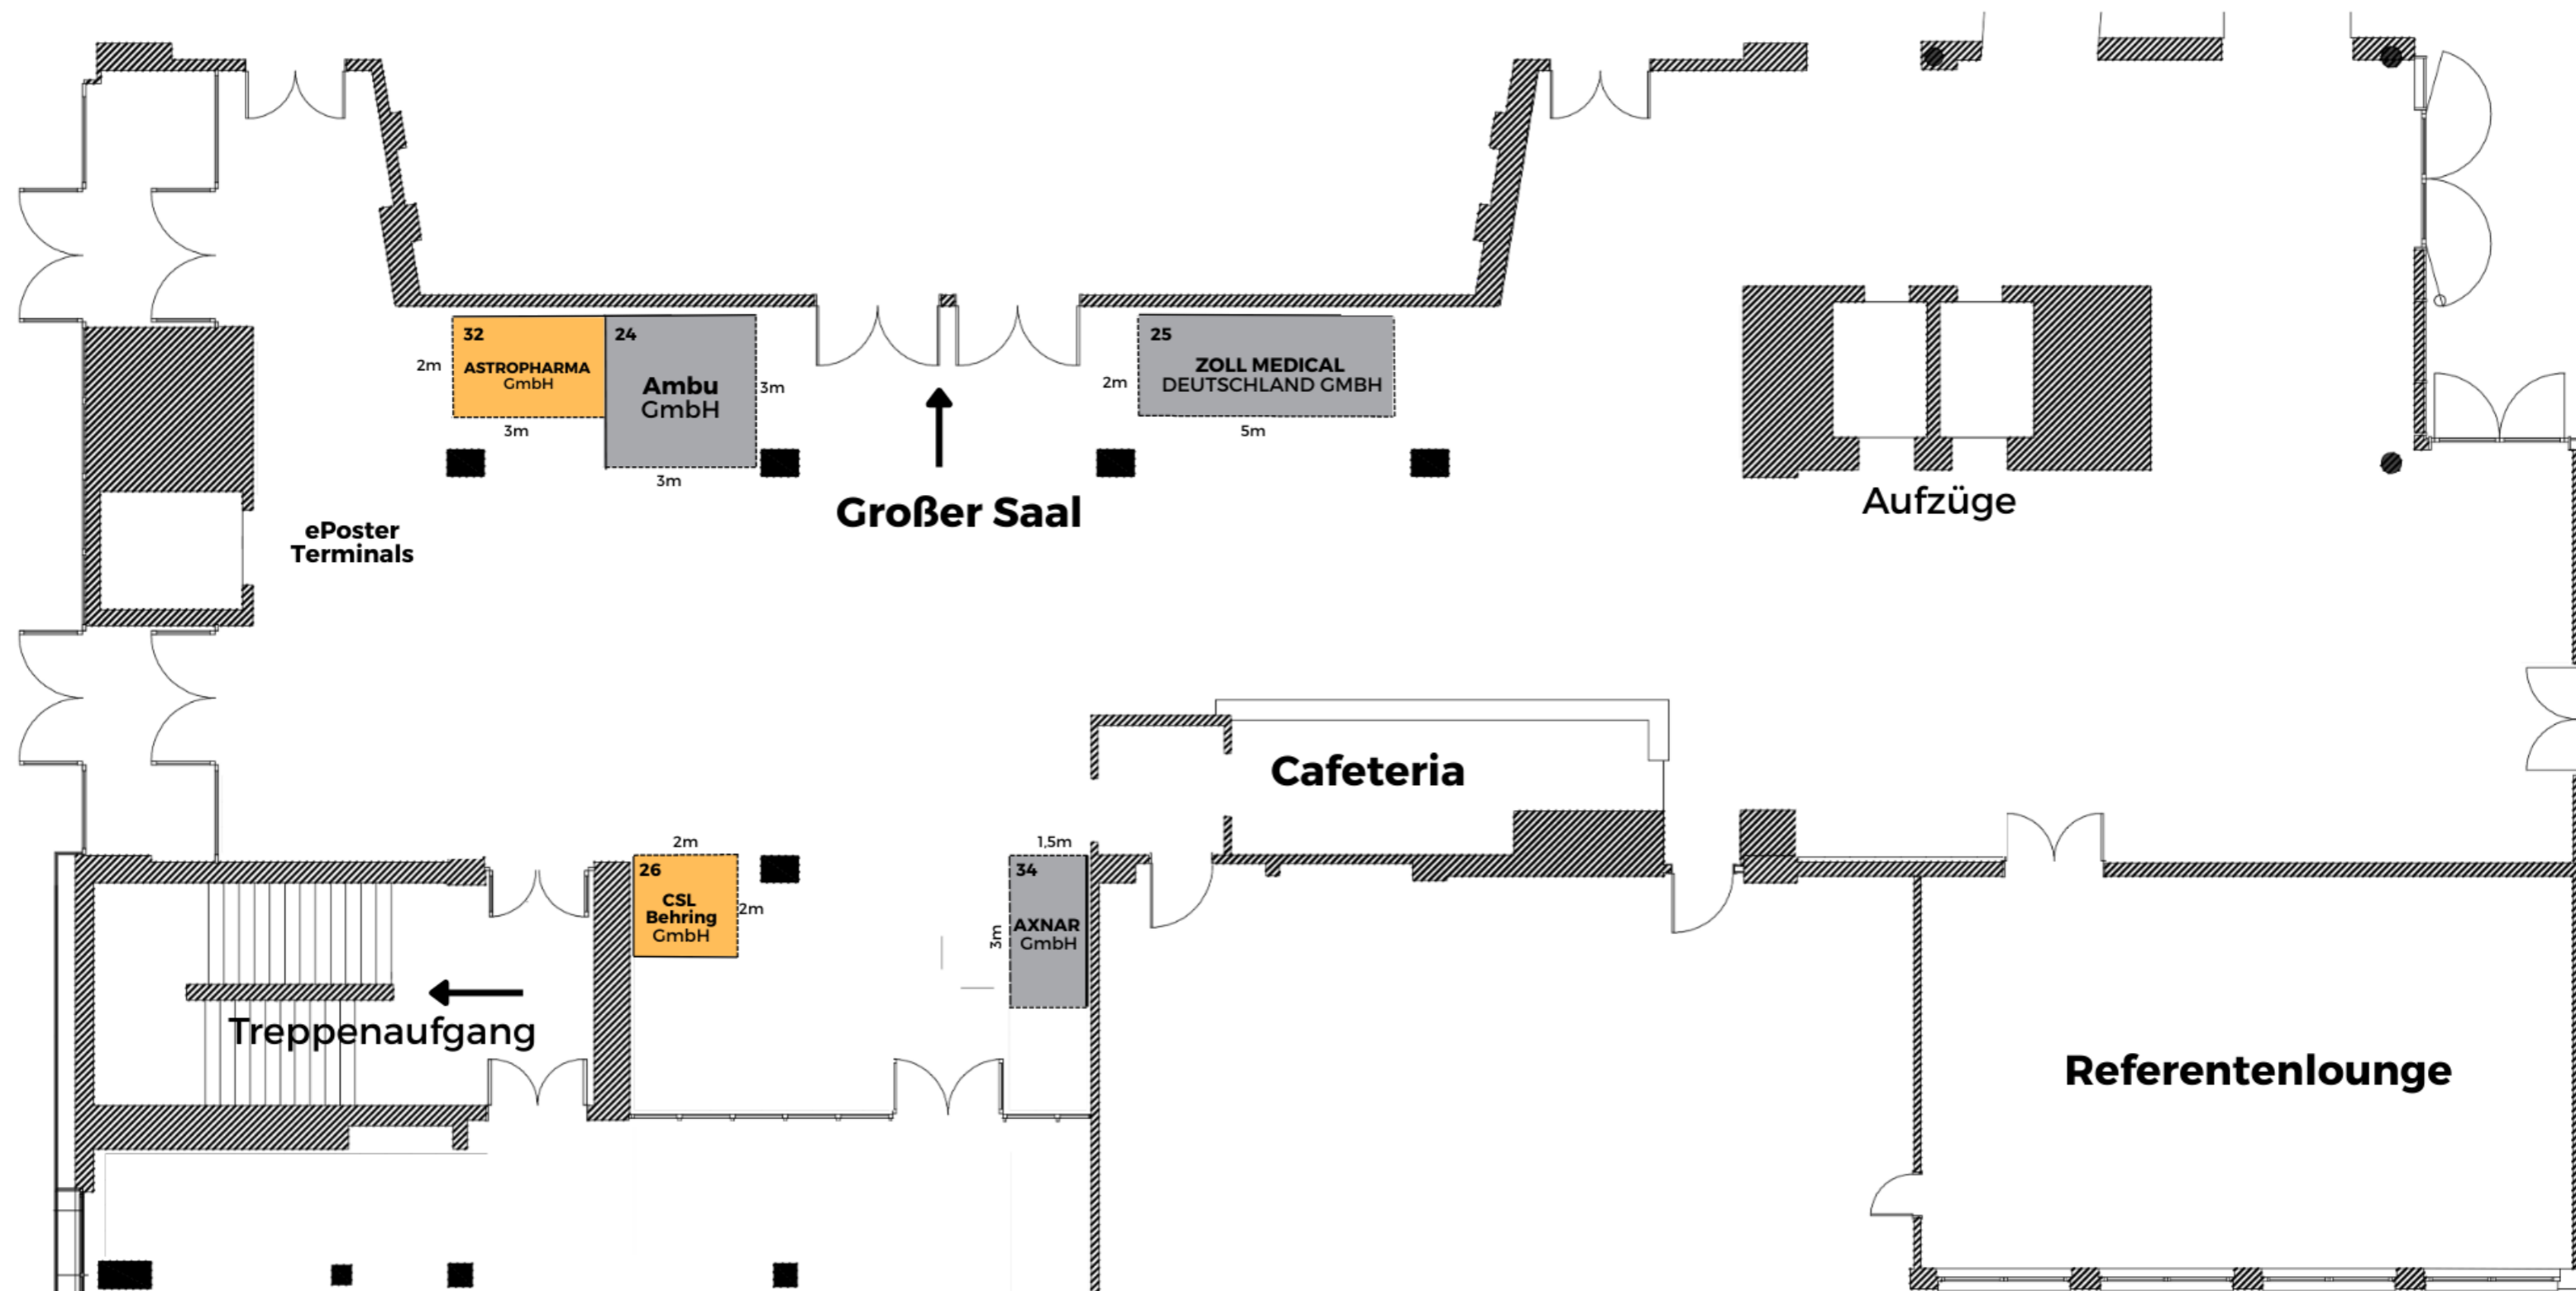 32
ASTROPHARMA
GmbH
2m
3m
24
Ambu
GmbH
3m
3m
25
ZOLL MEDICAL
DEUTSCHLAND GMBH
2m
5m
Großer Saal
Aufzüge
ePoster
Terminals
Cafeteria
2m
26
CSL
Behring
GmbH
2m
1,5m
34
AXNAR
GmbH
3m
Treppenaufgang
Referentenlounge